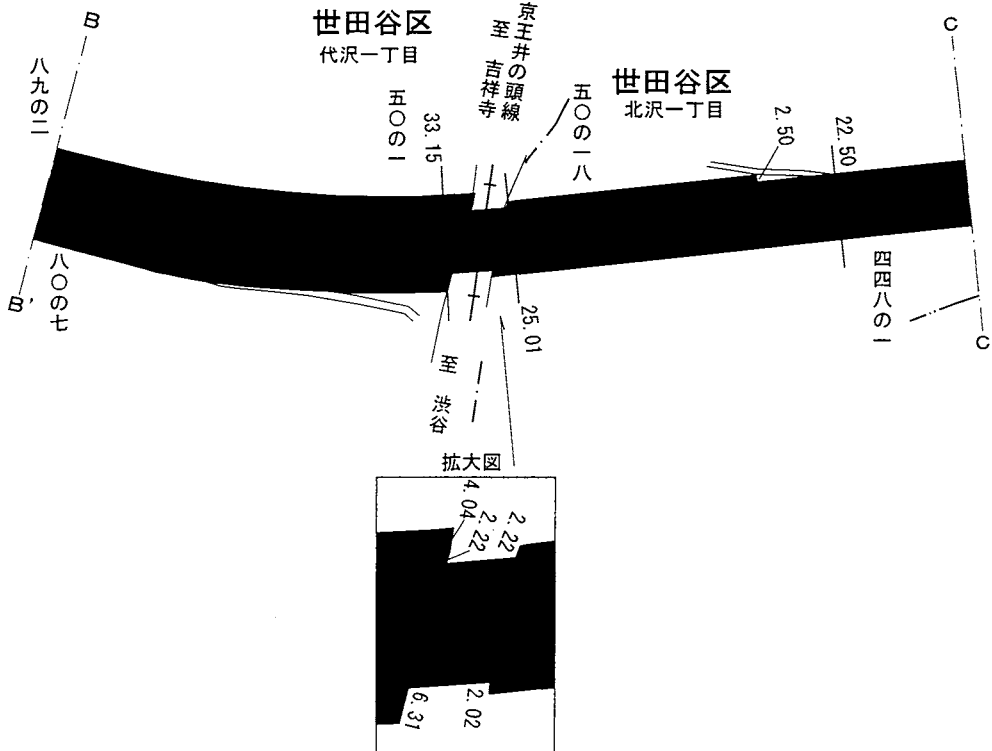 B
八九の二
世田谷区
代沢一丁目
京王井の頭線
至 吉祥寺
世田谷区
北沢一丁目
C
五〇の一
33.15
五〇の一八
2.50
22.50
B'
八〇の七
25.01
四四八の一
C
至 渋谷
拡大図
4.04
2.22
2.22
6.31
2.02